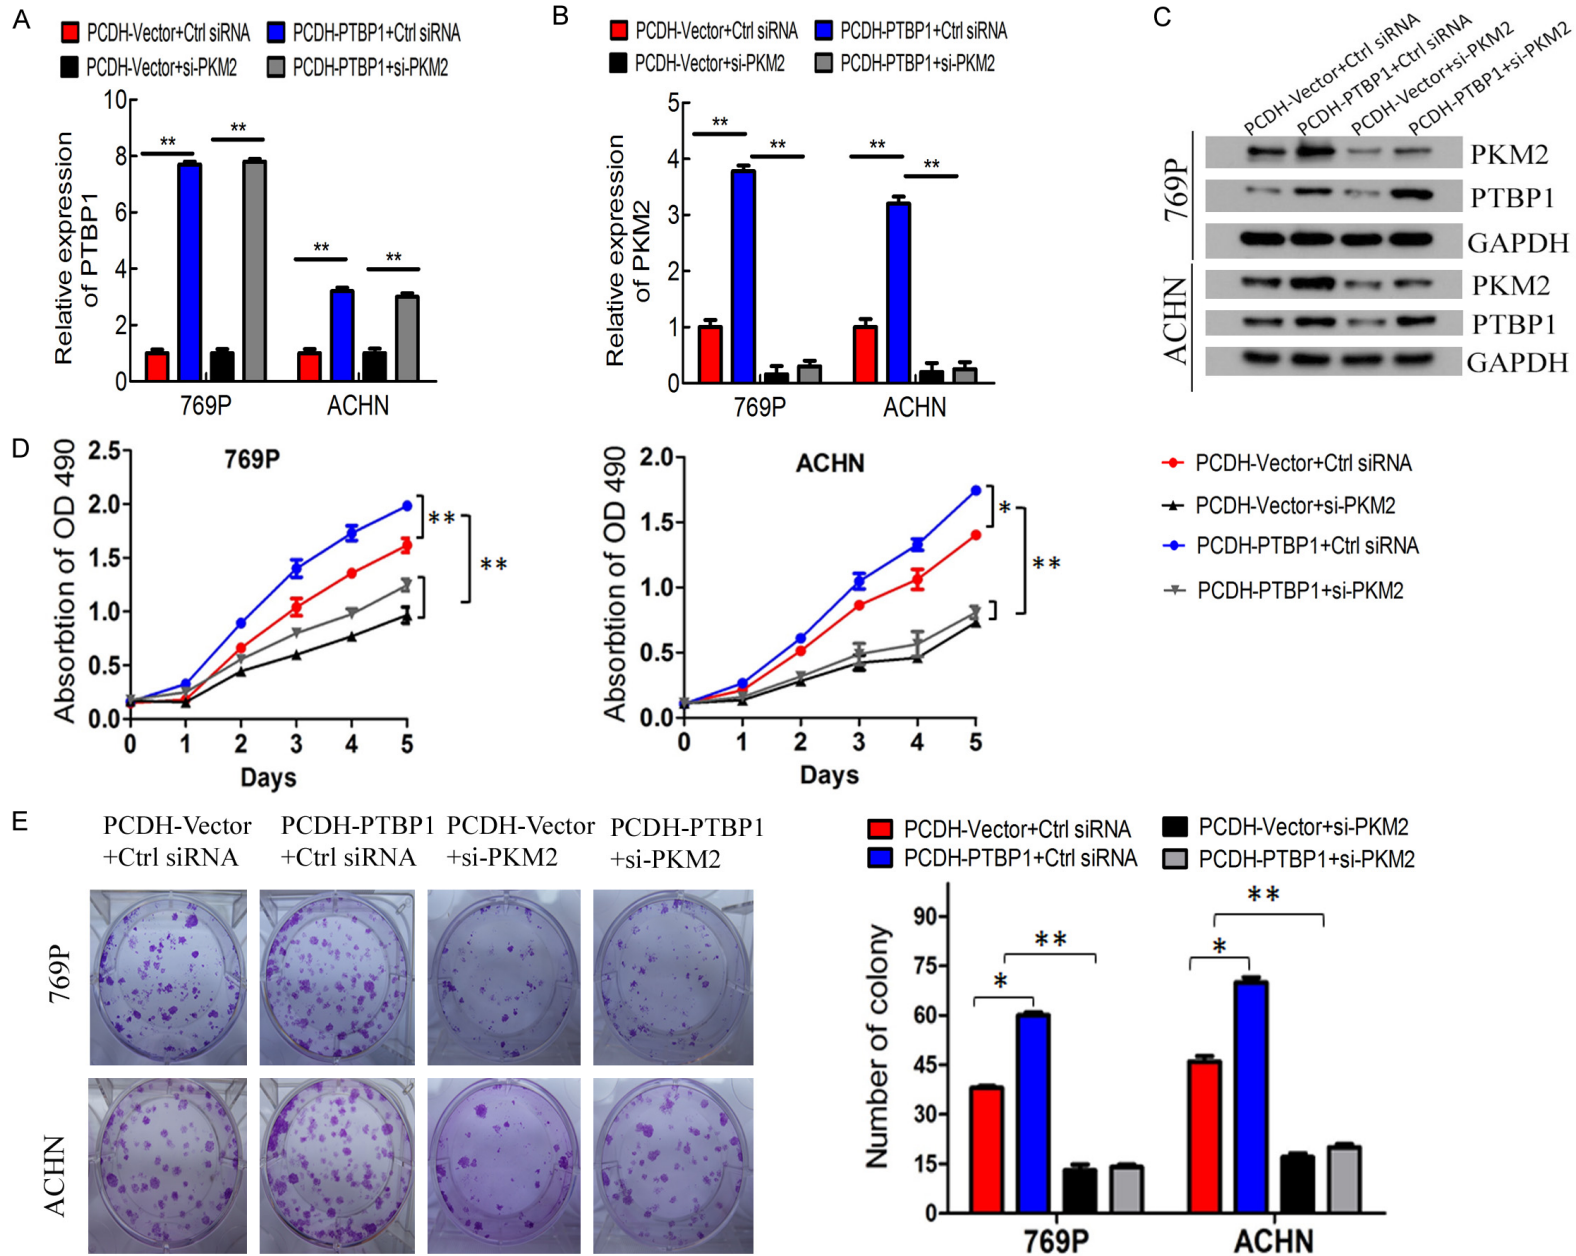 A
PCDH-Vector+Ctrl siRNA
PCDH-PTBP1+Ctrl siRNA
PCDH-Vector+si-PKM2
PCDH-PTBP1+si-PKM2
Relative expression
of PTBP1
10
8
6
4
2
0
**
**
**
**
769P
ACHN
B
PCDH-Vector+Ctrl siRNA
PCDH-PTBP1+Ctrl siRNA
PCDH-Vector+si-PKM2
PCDH-PTBP1+si-PKM2
Relative expression
of PKM2
5
4
3
2
1
0
**
**
**
**
769P
ACHN
C
PCDH-Vector+Ctrl siRNA
PCDH-PTBP1+Ctrl siRNA
PCDH-Vector+si-PKM2
PCDH-PTBP1+si-PKM2
769P
PKM2
PTBP1
GAPDH
ACHN
PKM2
PTBP1
GAPDH
D
769P
Absorbtion of OD 490
2.5
2.0
1.5
1.0
0.5
0.0
0 1 2 3 4 5
Days
**
**
ACHN
Absorbtion of OD 490
2.0
1.5
1.0
0.5
0.0
0 1 2 3 4 5
Days
*
**
PCDH-Vector+Ctrl siRNA
PCDH-Vector+si-PKM2
PCDH-PTBP1+Ctrl siRNA
PCDH-PTBP1+si-PKM2
E
PCDH-Vector
+Ctrl siRNA
PCDH-PTBP1
+Ctrl siRNA
PCDH-Vector
+si-PKM2
PCDH-PTBP1
+si-PKM2
769P
ACHN
PCDH-Vector+Ctrl siRNA
PCDH-Vector+si-PKM2
PCDH-PTBP1+Ctrl siRNA
PCDH-PTBP1+si-PKM2
Number of colony
90
75
60
45
30
15
0
*
**
*
**
769P
ACHN